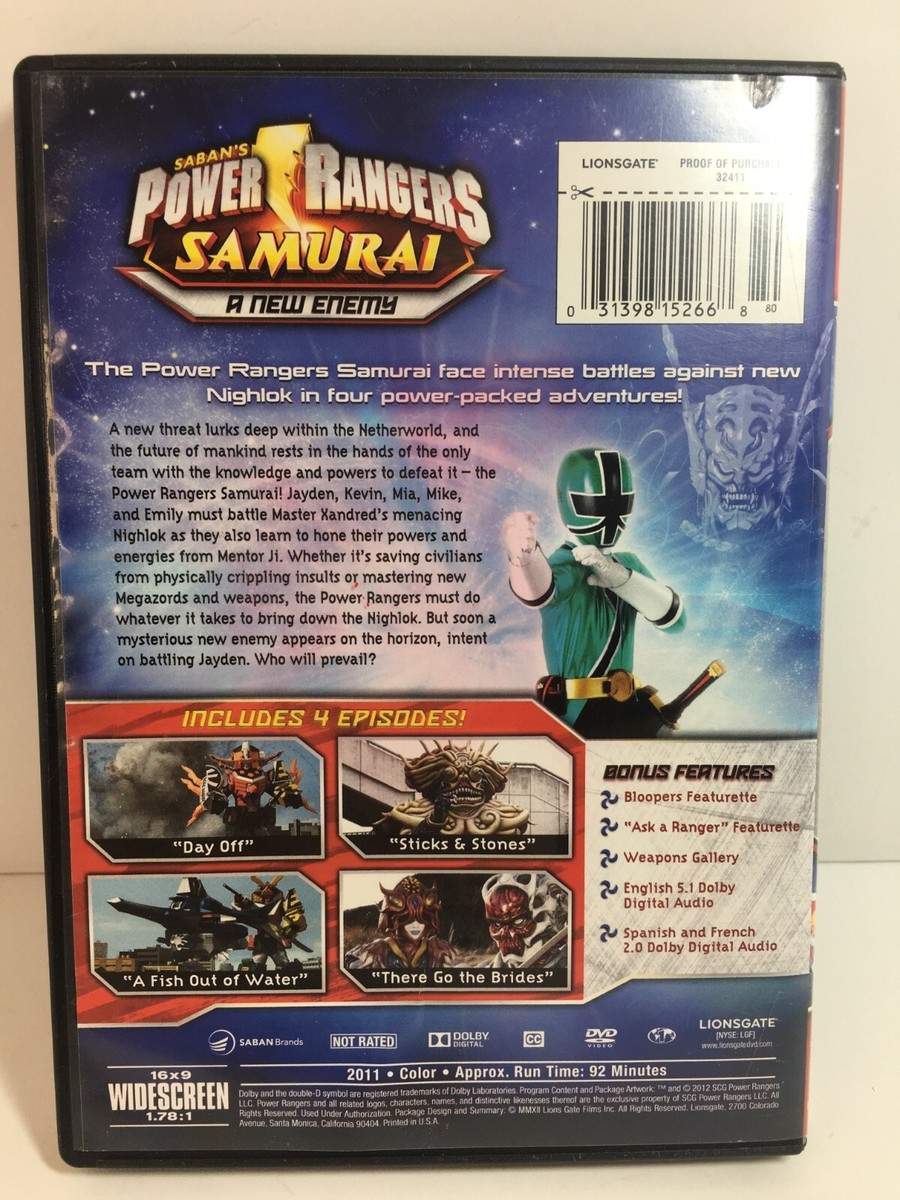 SABAN'S
POWER RANGERS
SAMURAI
A NEW ENEMY
LIONSGATE® PROOF OF PURCHA
32411
0 31398 15266 8 80
The Power Rangers Samurai face intense battles against new
Nighlok in four power-packed adventures!
A new threat lurks deep within the Netherworld, and
the future of mankind rests in the hands of the only
team with the knowledge and powers to defeat it – the
Power Rangers Samurai! Jayden, Kevin, Mia, Mike,
and Emily must battle Master Xandred's menacing
Nighlok as they also learn to hone their powers and
energies from Mentor Ji. Whether it's saving civilians
from physically crippling insults or mastering new
Megazords and weapons, the Power Rangers must do
whatever it takes to bring down the Nighlok. But soon a
mysterious new enemy appears on the horizon, intent
on battling Jayden. Who will prevail?
INCLUDES 4 EPISODES!
"Day Off"
"Sticks & Stones"
"A Fish Out of Water"
"There Go the Brides"
BONUS FEATURES
Bloopers Featurette
"Ask a Ranger" Featurette
Weapons Gallery
English 5.1 Dolby
Digital Audio
Spanish and French
2.0 Dolby Digital Audio
SABAN Brands
NOT RATED
DOLBY
DIGITAL
CC
DVD
VIDEO
LIONSGATE®
[NYSE: LGF]
www.lionsgatedvd.com
16x9
WIDESCREEN
1.78:1
2011 • Color • Approx. Run Time: 92 Minutes
Dolby and the double-D symbol are registered trademarks of Dolby Laboratories. Program Content and Package Artwork: ™ and © 2012 SCG Power Rangers
LLC. Power Rangers and all related logos, characters, names, and distinctive likenesses thereof are the exclusive property of SCG Power Rangers LLC. All
Rights Reserved. Used Under Authorization. Package Design and Summary: © MMXII Lions Gate Films Inc. All Rights Reserved. Lionsgate, 2700 Colorado
Avenue, Santa Monica, California 90404. Printed in U.S.A.